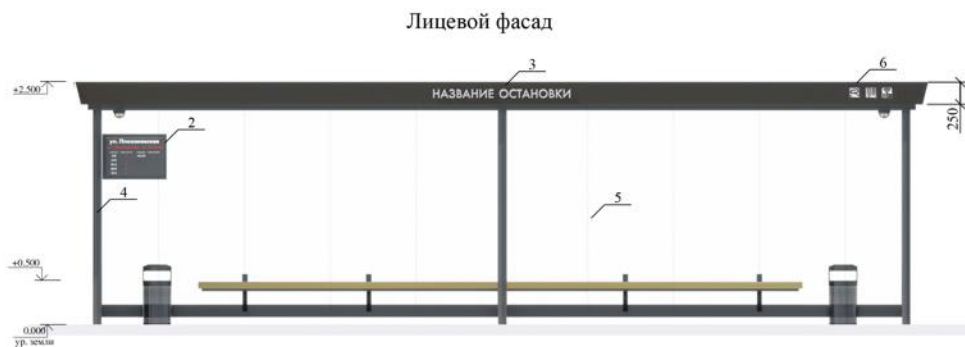 Лицевой фасад
3
6
+2.500
НАЗВАНИЕ ОСТАНОВКИ
250
2
ул.
4
5
+0.500
0.000
ур. земли